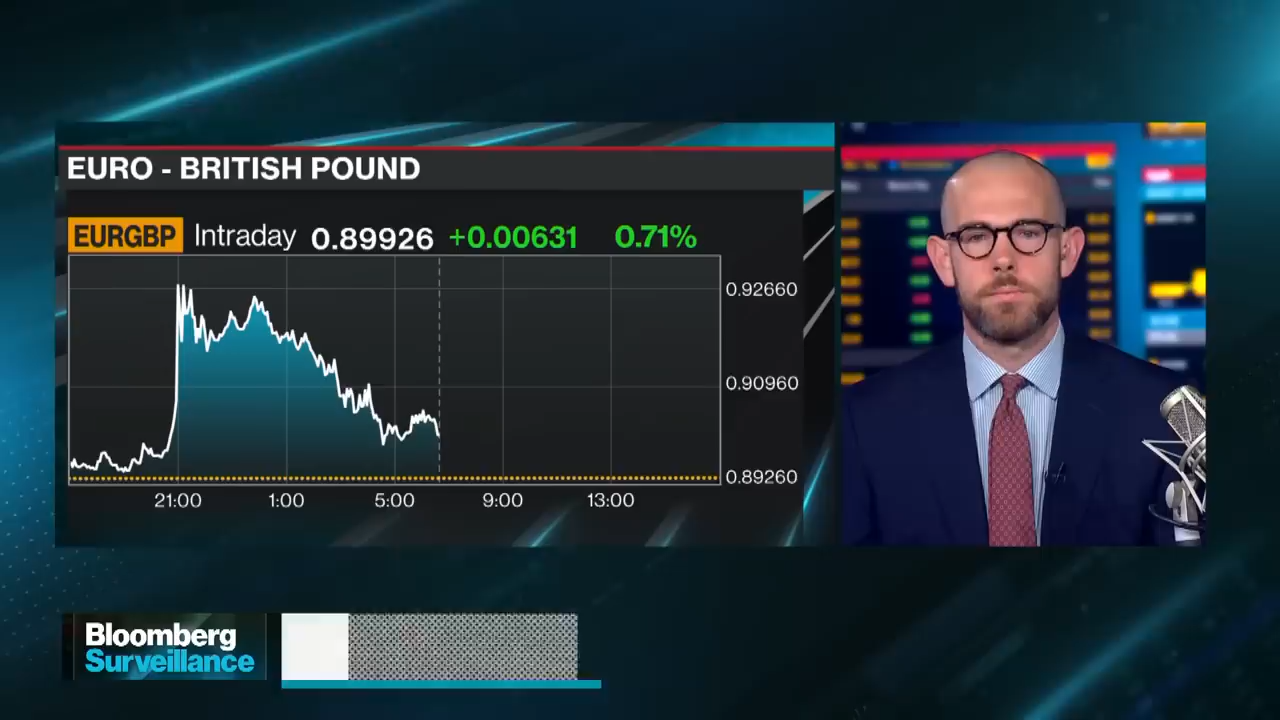 EURO - BRITISH POUND
EURGBP Intraday 0.89926 +0.00631 0.71%
0.92660
0.90960
0.89260
21:00 1:00 5:00 9:00 13:00
Bloomberg
Surveillance